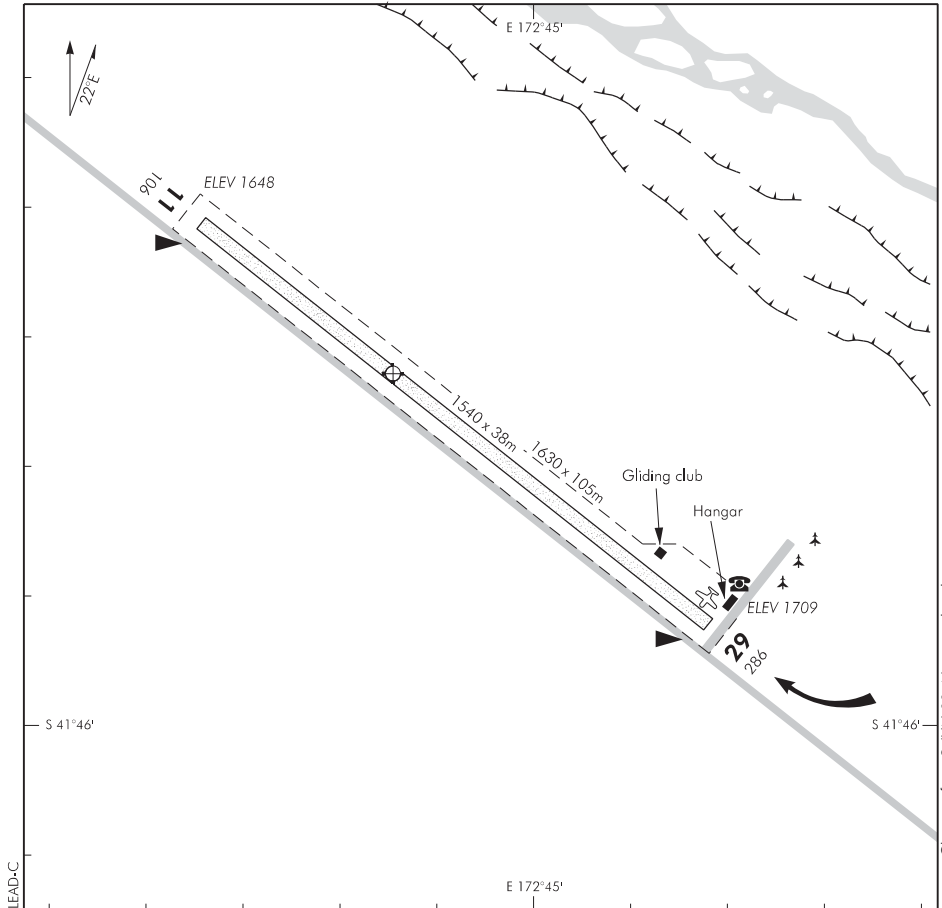 E 172°45'
22°E
106
11
ELEV 1648
1540 x 38m - 1630 x 105m
Gliding club
Hangar
ELEV 1709
29
286
S 41°46'
S 41°46'
E 172°45'
LEAD-C